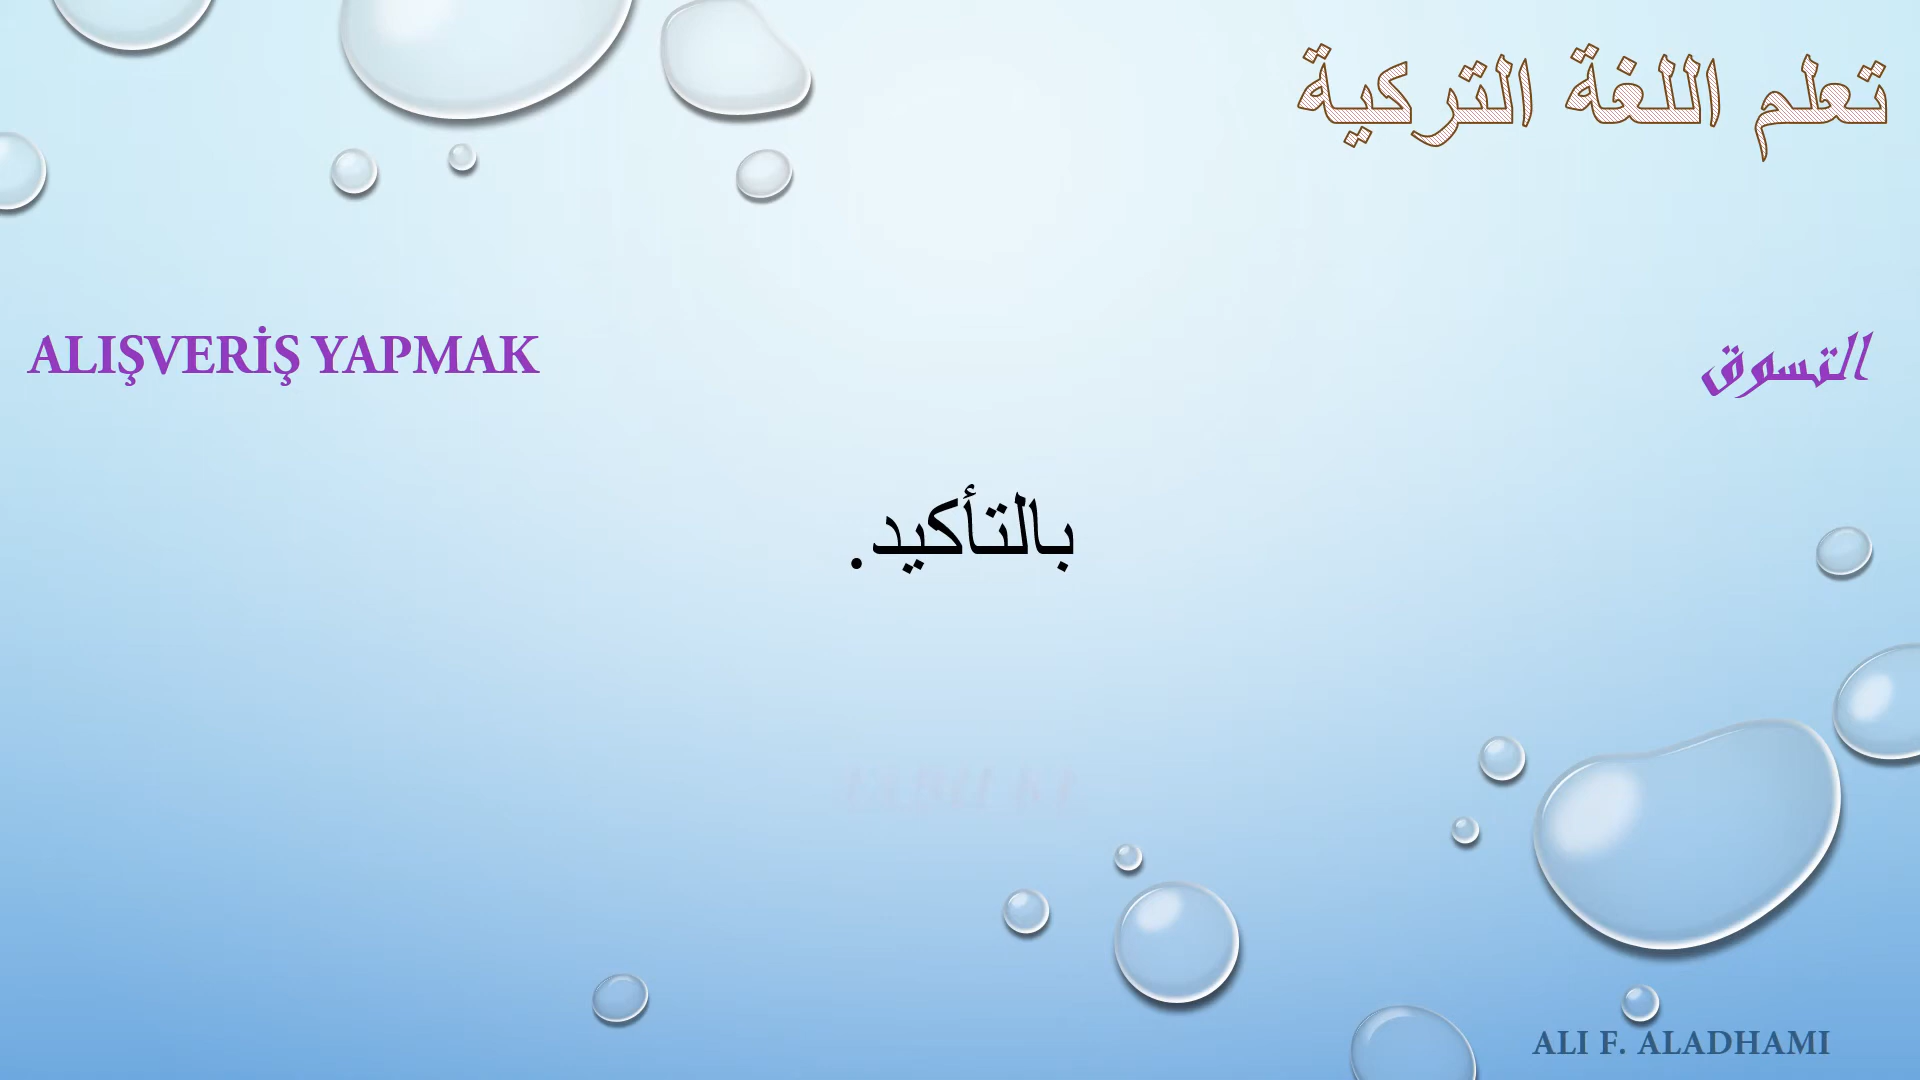 تعلم اللغة التركية
ALIŞVERİŞ YAPMAK
التسوق
بالتأكيد.
ALI F. ALADHAMI